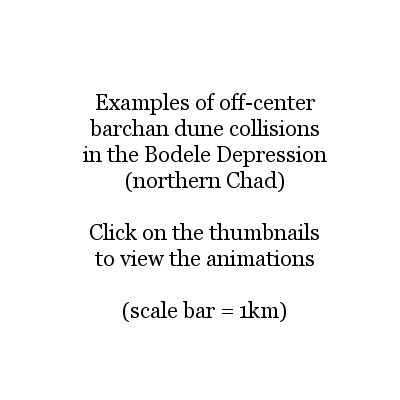 Examples of off-center
barchan dune collisions
in the Bodele Depression
(northern Chad)
Click on the thumbnails
to view the animations
(scale bar = 1km)